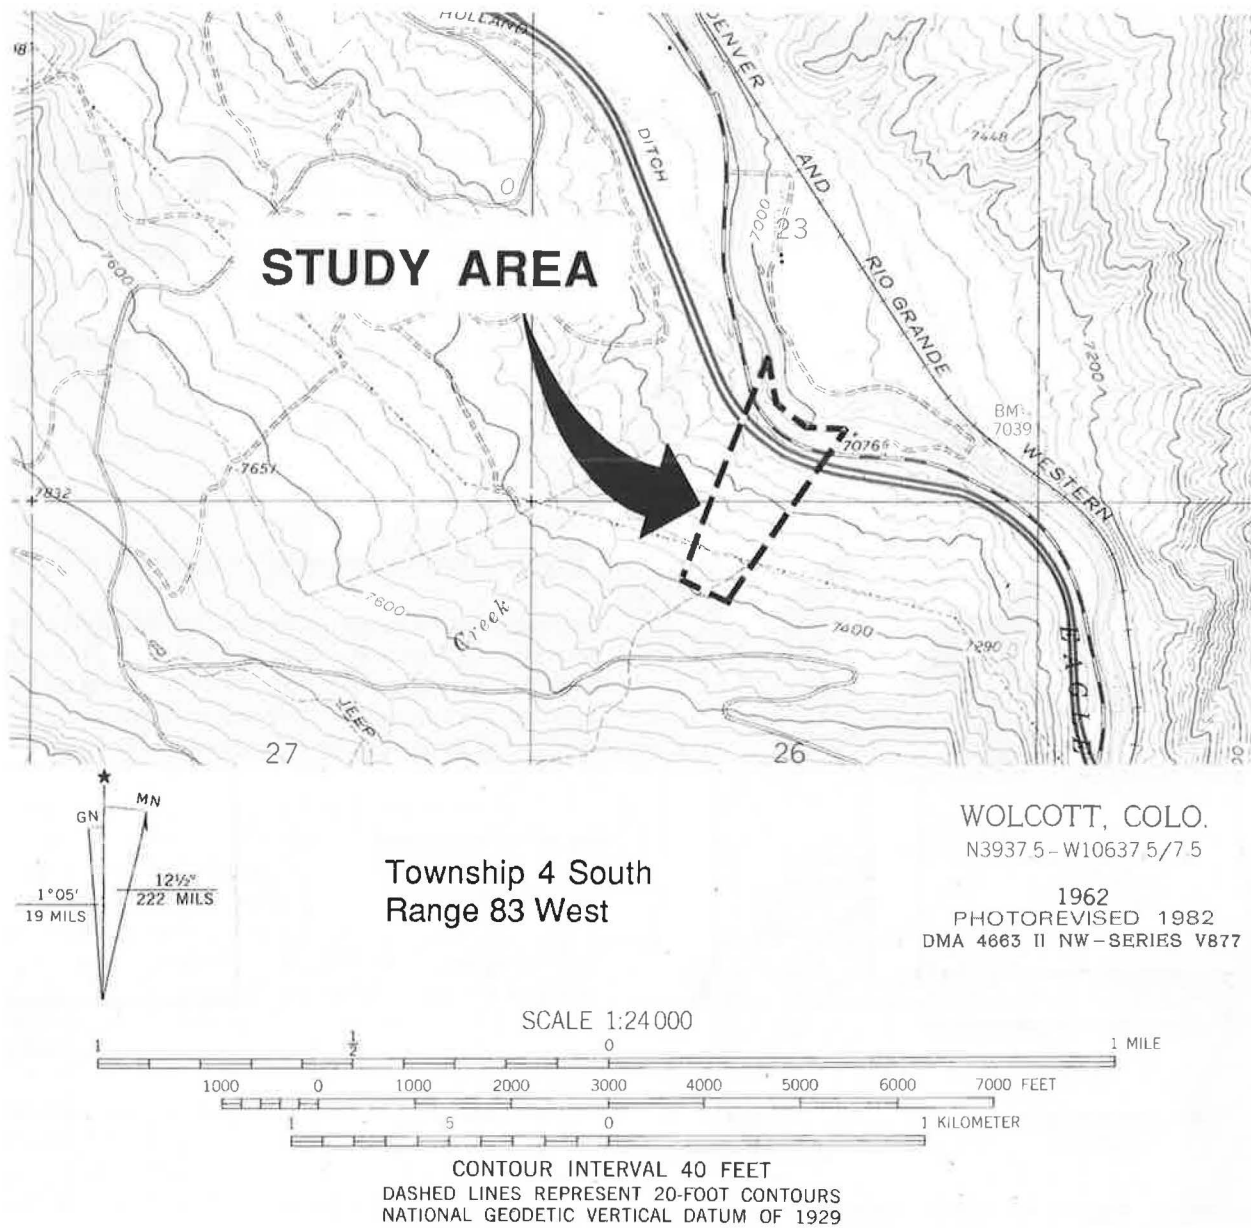 HOLLAND
DENVER
DITCH
AND
7448
7000
23
STUDY AREA
7600
RIO GRANDE
7200
BM
7039
7076
WESTERN
7657
7832
7600
Creek
7400
7290
JEEP
EAGLE
27
26
MN
GN
1°05'
19 MILS
12½°
222 MILS
Township 4 South
Range 83 West
WOLCOTT, COLO.
N3937.5-W10637.5/7.5
1962
PHOTOREVISED 1982
DMA 4663 II NW-SERIES V877
SCALE 1:24000
1 ½ 0 1 MILE
1000 0 1000 2000 3000 4000 5000 6000 7000 FEET
1 5 0 1 KILOMETER
CONTOUR INTERVAL 40 FEET
DASHED LINES REPRESENT 20-FOOT CONTOURS
NATIONAL GEODETIC VERTICAL DATUM OF 1929